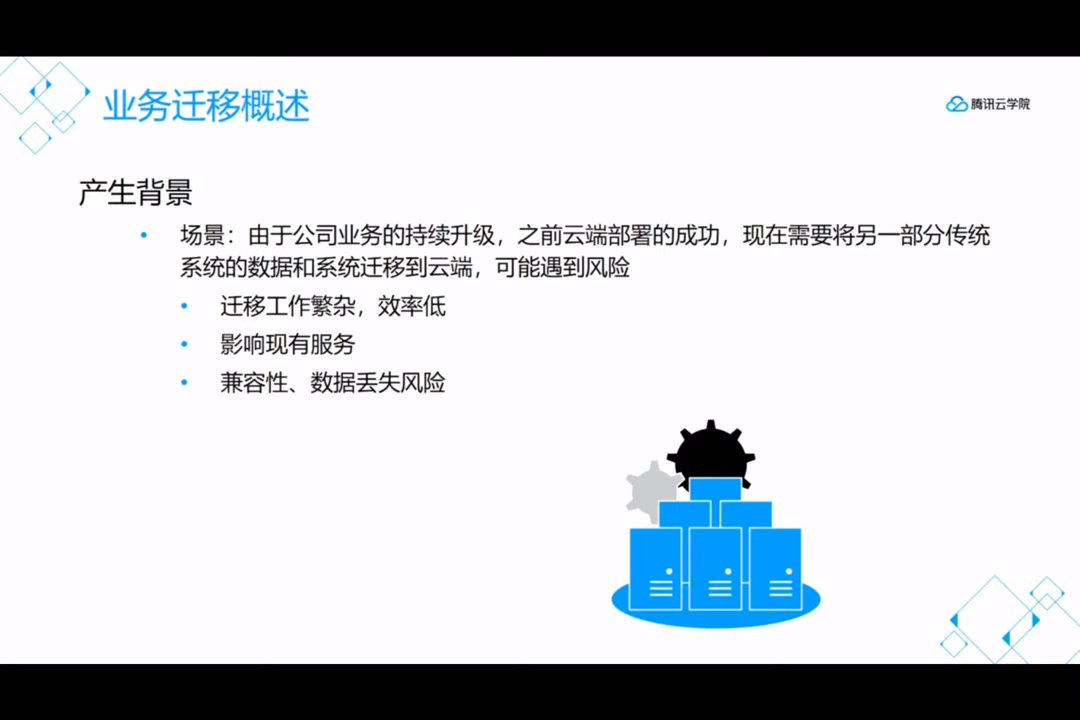 业务迁移概述
腾讯云学院
产生背景
• 场景：由于公司业务的持续升级，之前云端部署的成功，现在需要将另一部分传统
系统的数据和系统迁移到云端，可能遇到风险
• 迁移工作繁杂，效率低
• 影响现有服务
• 兼容性、数据丢失风险